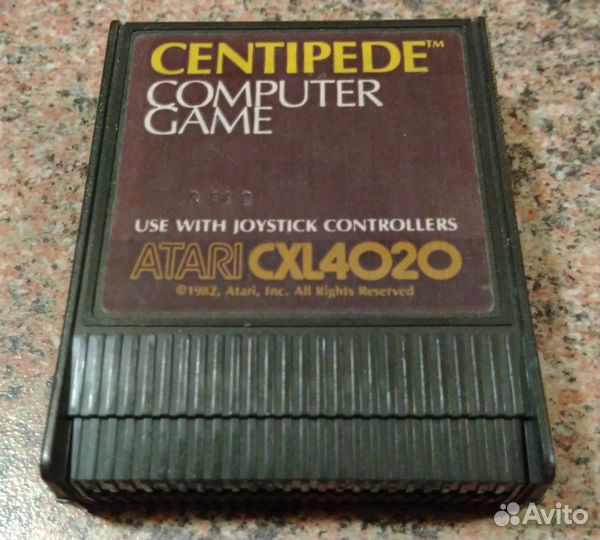 CENTIPEDE™
COMPUTER
GAME
USE WITH JOYSTICK CONTROLLERS
ATARI CXL4020
©1982, Atari, Inc. All Rights Reserved
Avito